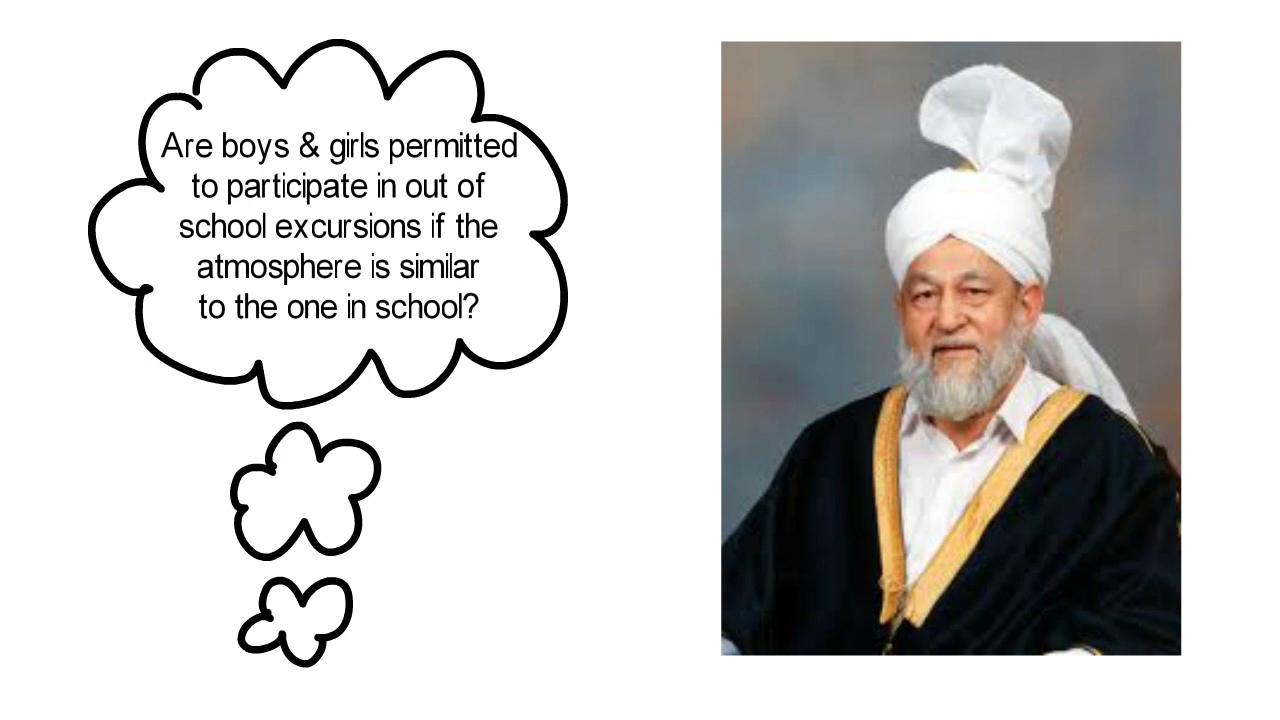 Are boys & girls permitted
to participate in out of
school excursions if the
atmosphere is similar
to the one in school?